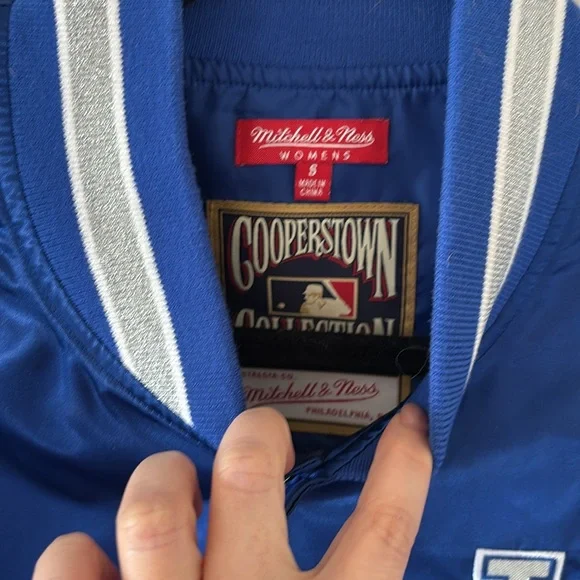 Mitchell & Ness
WOMENS
S
MADE IN
CHINA
COOPERSTOWN
COLLECTION
Mitchell & Ness
PHILADELPHIA,